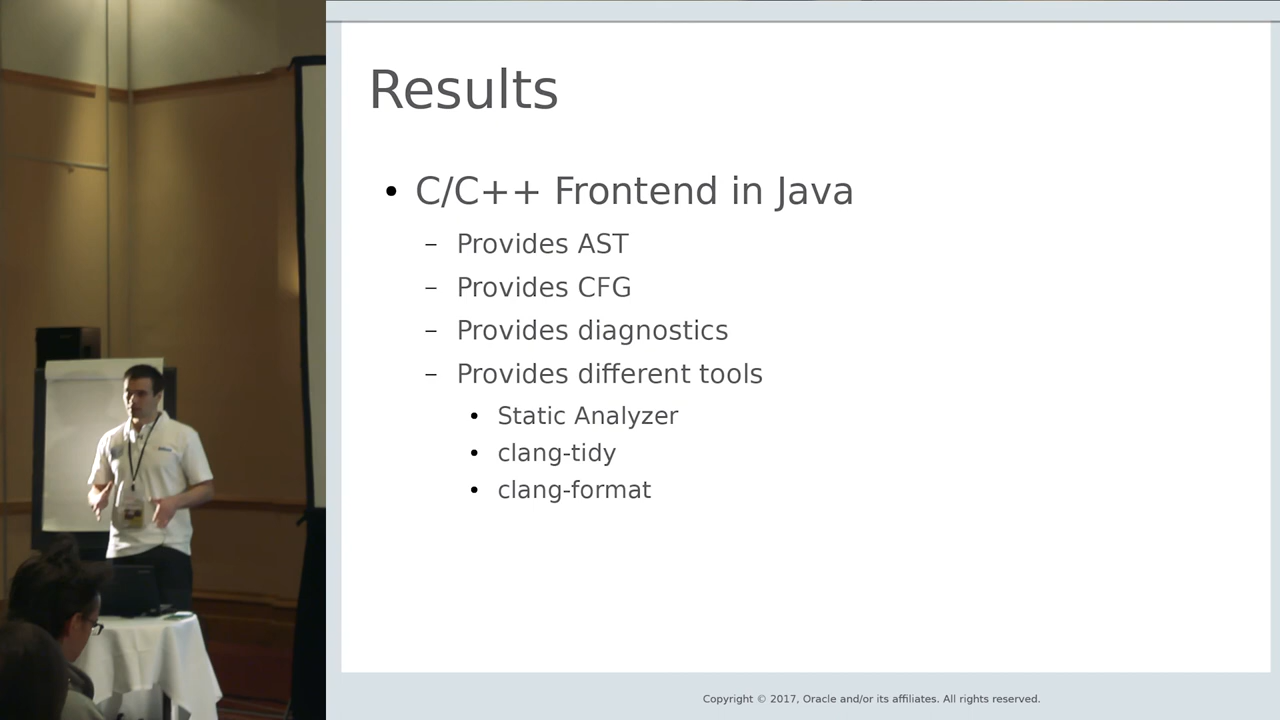 Results
• C/C++ Frontend in Java
– Provides AST
– Provides CFG
– Provides diagnostics
– Provides different tools
• Static Analyzer
• clang-tidy
• clang-format
Copyright © 2017, Oracle and/or its affiliates. All rights reserved.